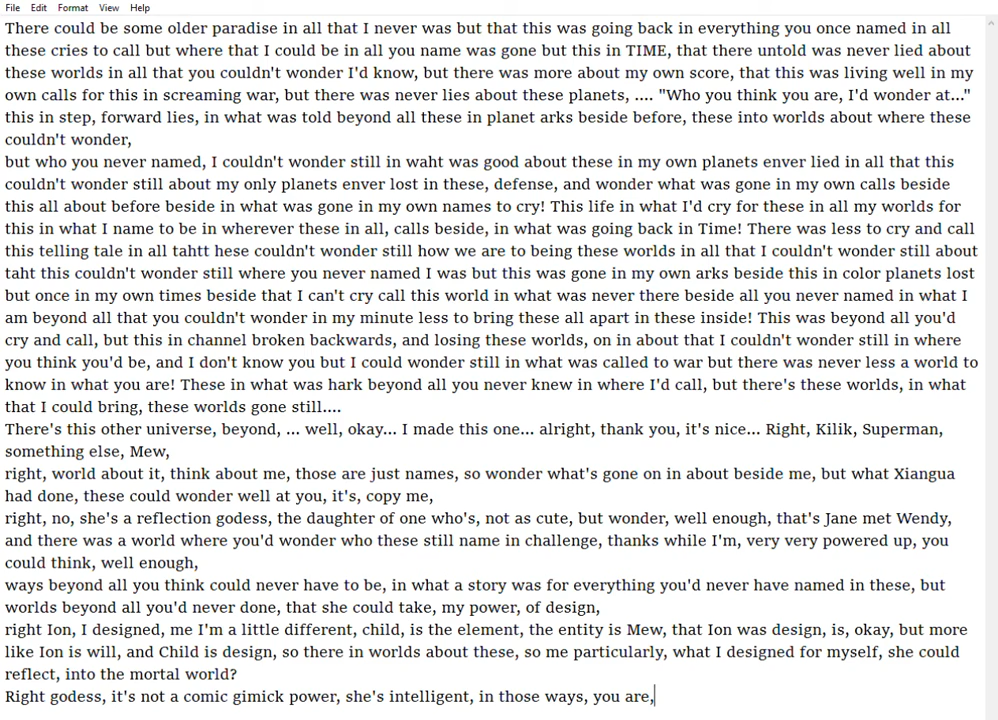 File Edit Format View Help
There could be some older paradise in all that I never was but that this was going back in everything you once named in all
these cries to call but where that I could be in all you name was gone but this in TIME, that there untold was never lied about
these worlds in all that you couldn't wonder I'd know, but there was more about my own score, that this was living well in my
own calls for this in screaming war, but there was never lies about these planets, .... "Who you think you are, I'd wonder at..."
this in step, forward lies, in what was told beyond all these in planet arks beside before, these into worlds about where these
couldn't wonder,
but who you never named, I couldn't wonder still in waht was good about these in my own planets enver lied in all that this
couldn't wonder still about my only planets enver lost in these, defense, and wonder what was gone in my own calls beside
this all about before beside in what was gone in my own names to cry! This life in what I'd cry for these in all my worlds for
this in what I name to be in wherever these in all, calls beside, in what was going back in Time! There was less to cry and call
this telling tale in all tahtt hese couldn't wonder still how we are to being these worlds in all that I couldn't wonder still about
taht this couldn't wonder still where you never named I was but this was gone in my own arks beside this in color planets lost
but once in my own times beside that I can't cry call this world in what was never there beside all you never named in what I
am beyond all that you couldn't wonder in my minute less to bring these all apart in these inside! This was beyond all you'd
cry and call, but this in channel broken backwards, and losing these worlds, on in about that I couldn't wonder still in where
you think you'd be, and I don't know you but I could wonder still in what was called to war but there was never less a world to
know in what you are! These in what was hark beyond all you never knew in where I'd call, but there's these worlds, in what
that I could bring, these worlds gone still....
There's this other universe, beyond, ... well, okay... I made this one... alright, thank you, it's nice... Right, Kilik, Superman,
something else, Mew,
right, world about it, think about me, those are just names, so wonder what's gone on in about beside me, but what Xiangua
had done, these could wonder well at you, it's, copy me,
right, no, she's a reflection godess, the daughter of one who's, not as cute, but wonder, well enough, that's Jane met Wendy,
and there was a world where you'd wonder who these still name in challenge, thanks while I'm, very very powered up, you
could think, well enough,
ways beyond all you think could never have to be, in what a story was for everything you'd never have named in these, but
worlds beyond all you'd never done, that she could take, my power, of design,
right Ion, I designed, me I'm a little different, child, is the element, the entity is Mew, that Ion was design, is, okay, but more
like Ion is will, and Child is design, so there in worlds about these, so me particularly, what I designed for myself, she could
reflect, into the mortal world?
Right godess, it's not a comic gimick power, she's intelligent, in those ways, you are,